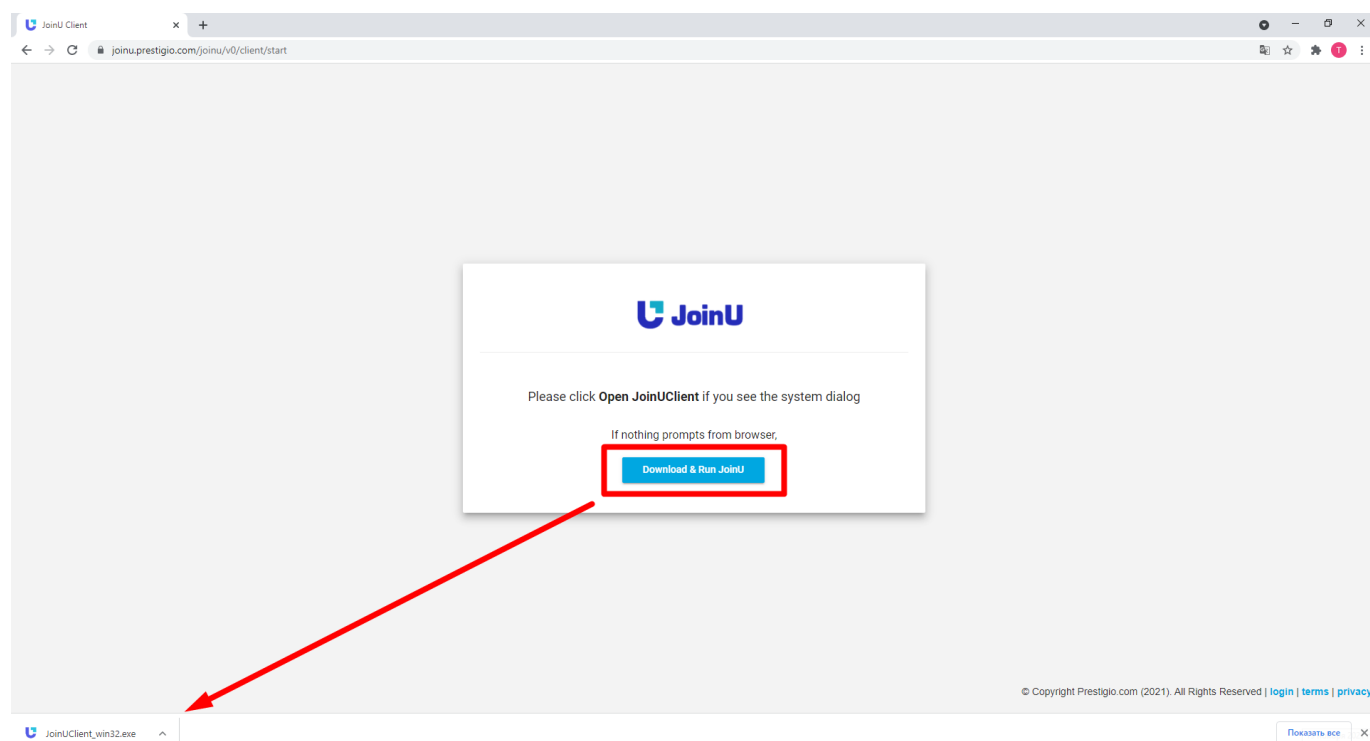 JoinU Client
joinu.prestigio.com/joinu/v0/client/start
T
JoinU
Please click Open JoinUClient if you see the system dialog
If nothing prompts from browser,
Download & Run JoinU
© Copyright Prestigio.com (2021). All Rights Reserved | login | terms | privacy
JoinUClient_win32.exe
Показать все